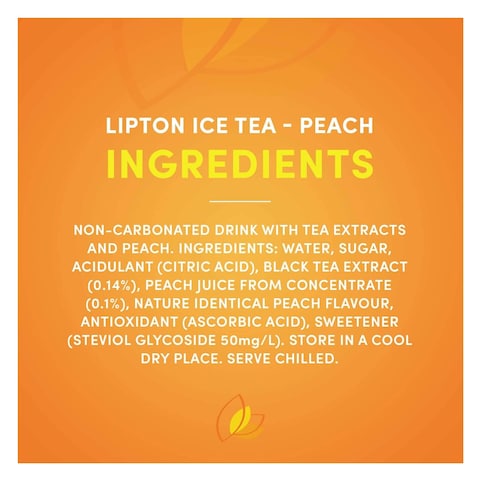 LIPTON ICE TEA - PEACH
INGREDIENTS
NON-CARBONATED DRINK WITH TEA EXTRACTS
AND PEACH. INGREDIENTS: WATER, SUGAR,
ACIDULANT (CITRIC ACID), BLACK TEA EXTRACT
(0.14%), PEACH JUICE FROM CONCENTRATE
(0.1%), NATURE IDENTICAL PEACH FLAVOUR,
ANTIOXIDANT (ASCORBIC ACID), SWEETENER
(STEVIOL GLYCOSIDE 50mg/L). STORE IN A COOL
DRY PLACE. SERVE CHILLED.